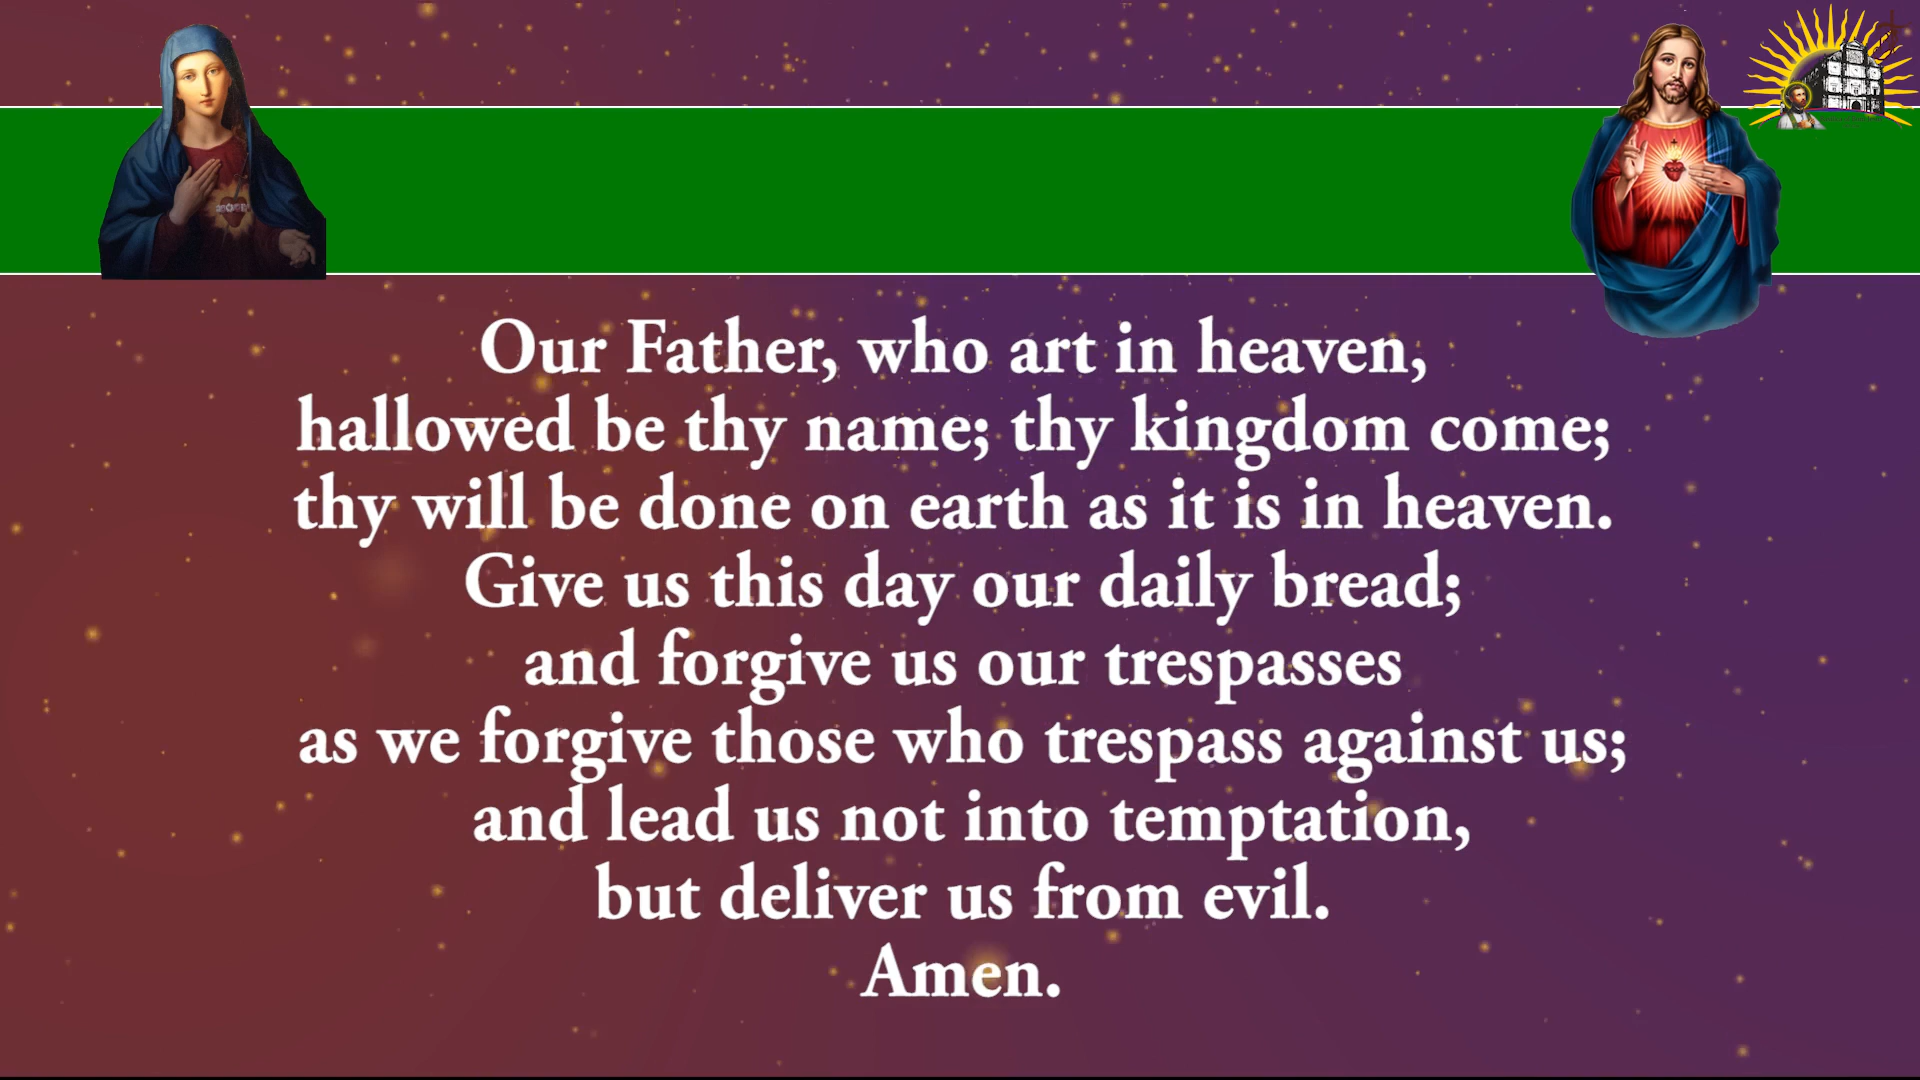 Our Father, who art in heaven,
hallowed be thy name; thy kingdom come;
thy will be done on earth as it is in heaven.
Give us this day our daily bread;
and forgive us our trespasses
as we forgive those who trespass against us;
and lead us not into temptation,
but deliver us from evil.
Amen.